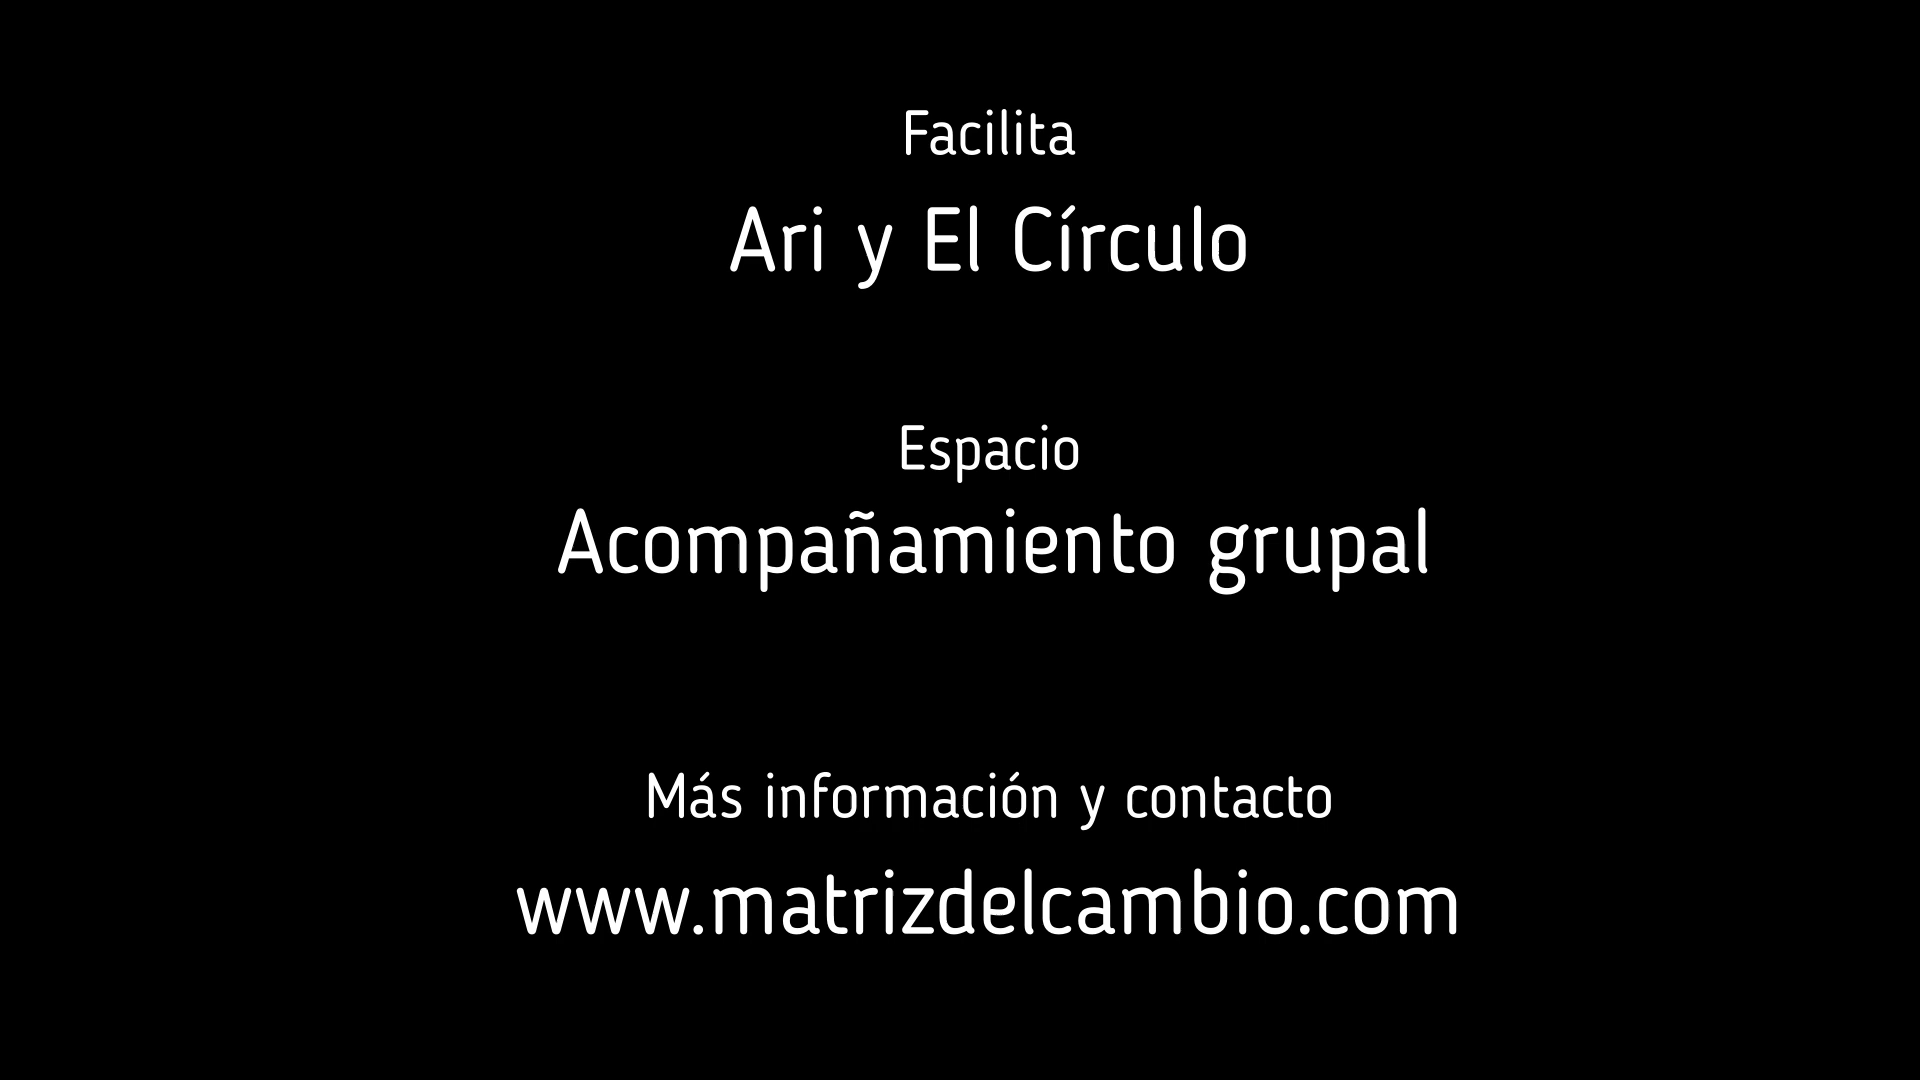 Facilita
Ari y El Círculo
Espacio
Acompañamiento grupal
Más información y contacto
www.matrizdelcambio.com